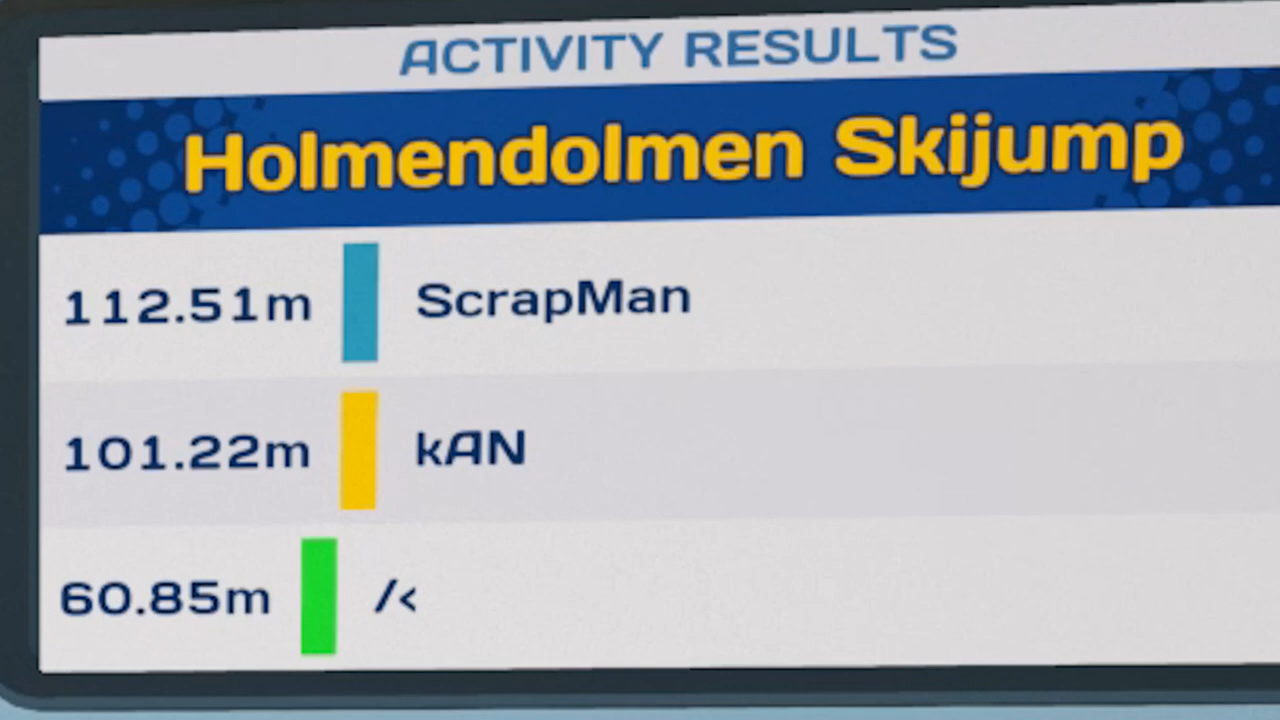 ACTIVITY RESULTS
Holmendolmen Skijump
112.51m ScrapMan
101.22m kAN
60.85m /<